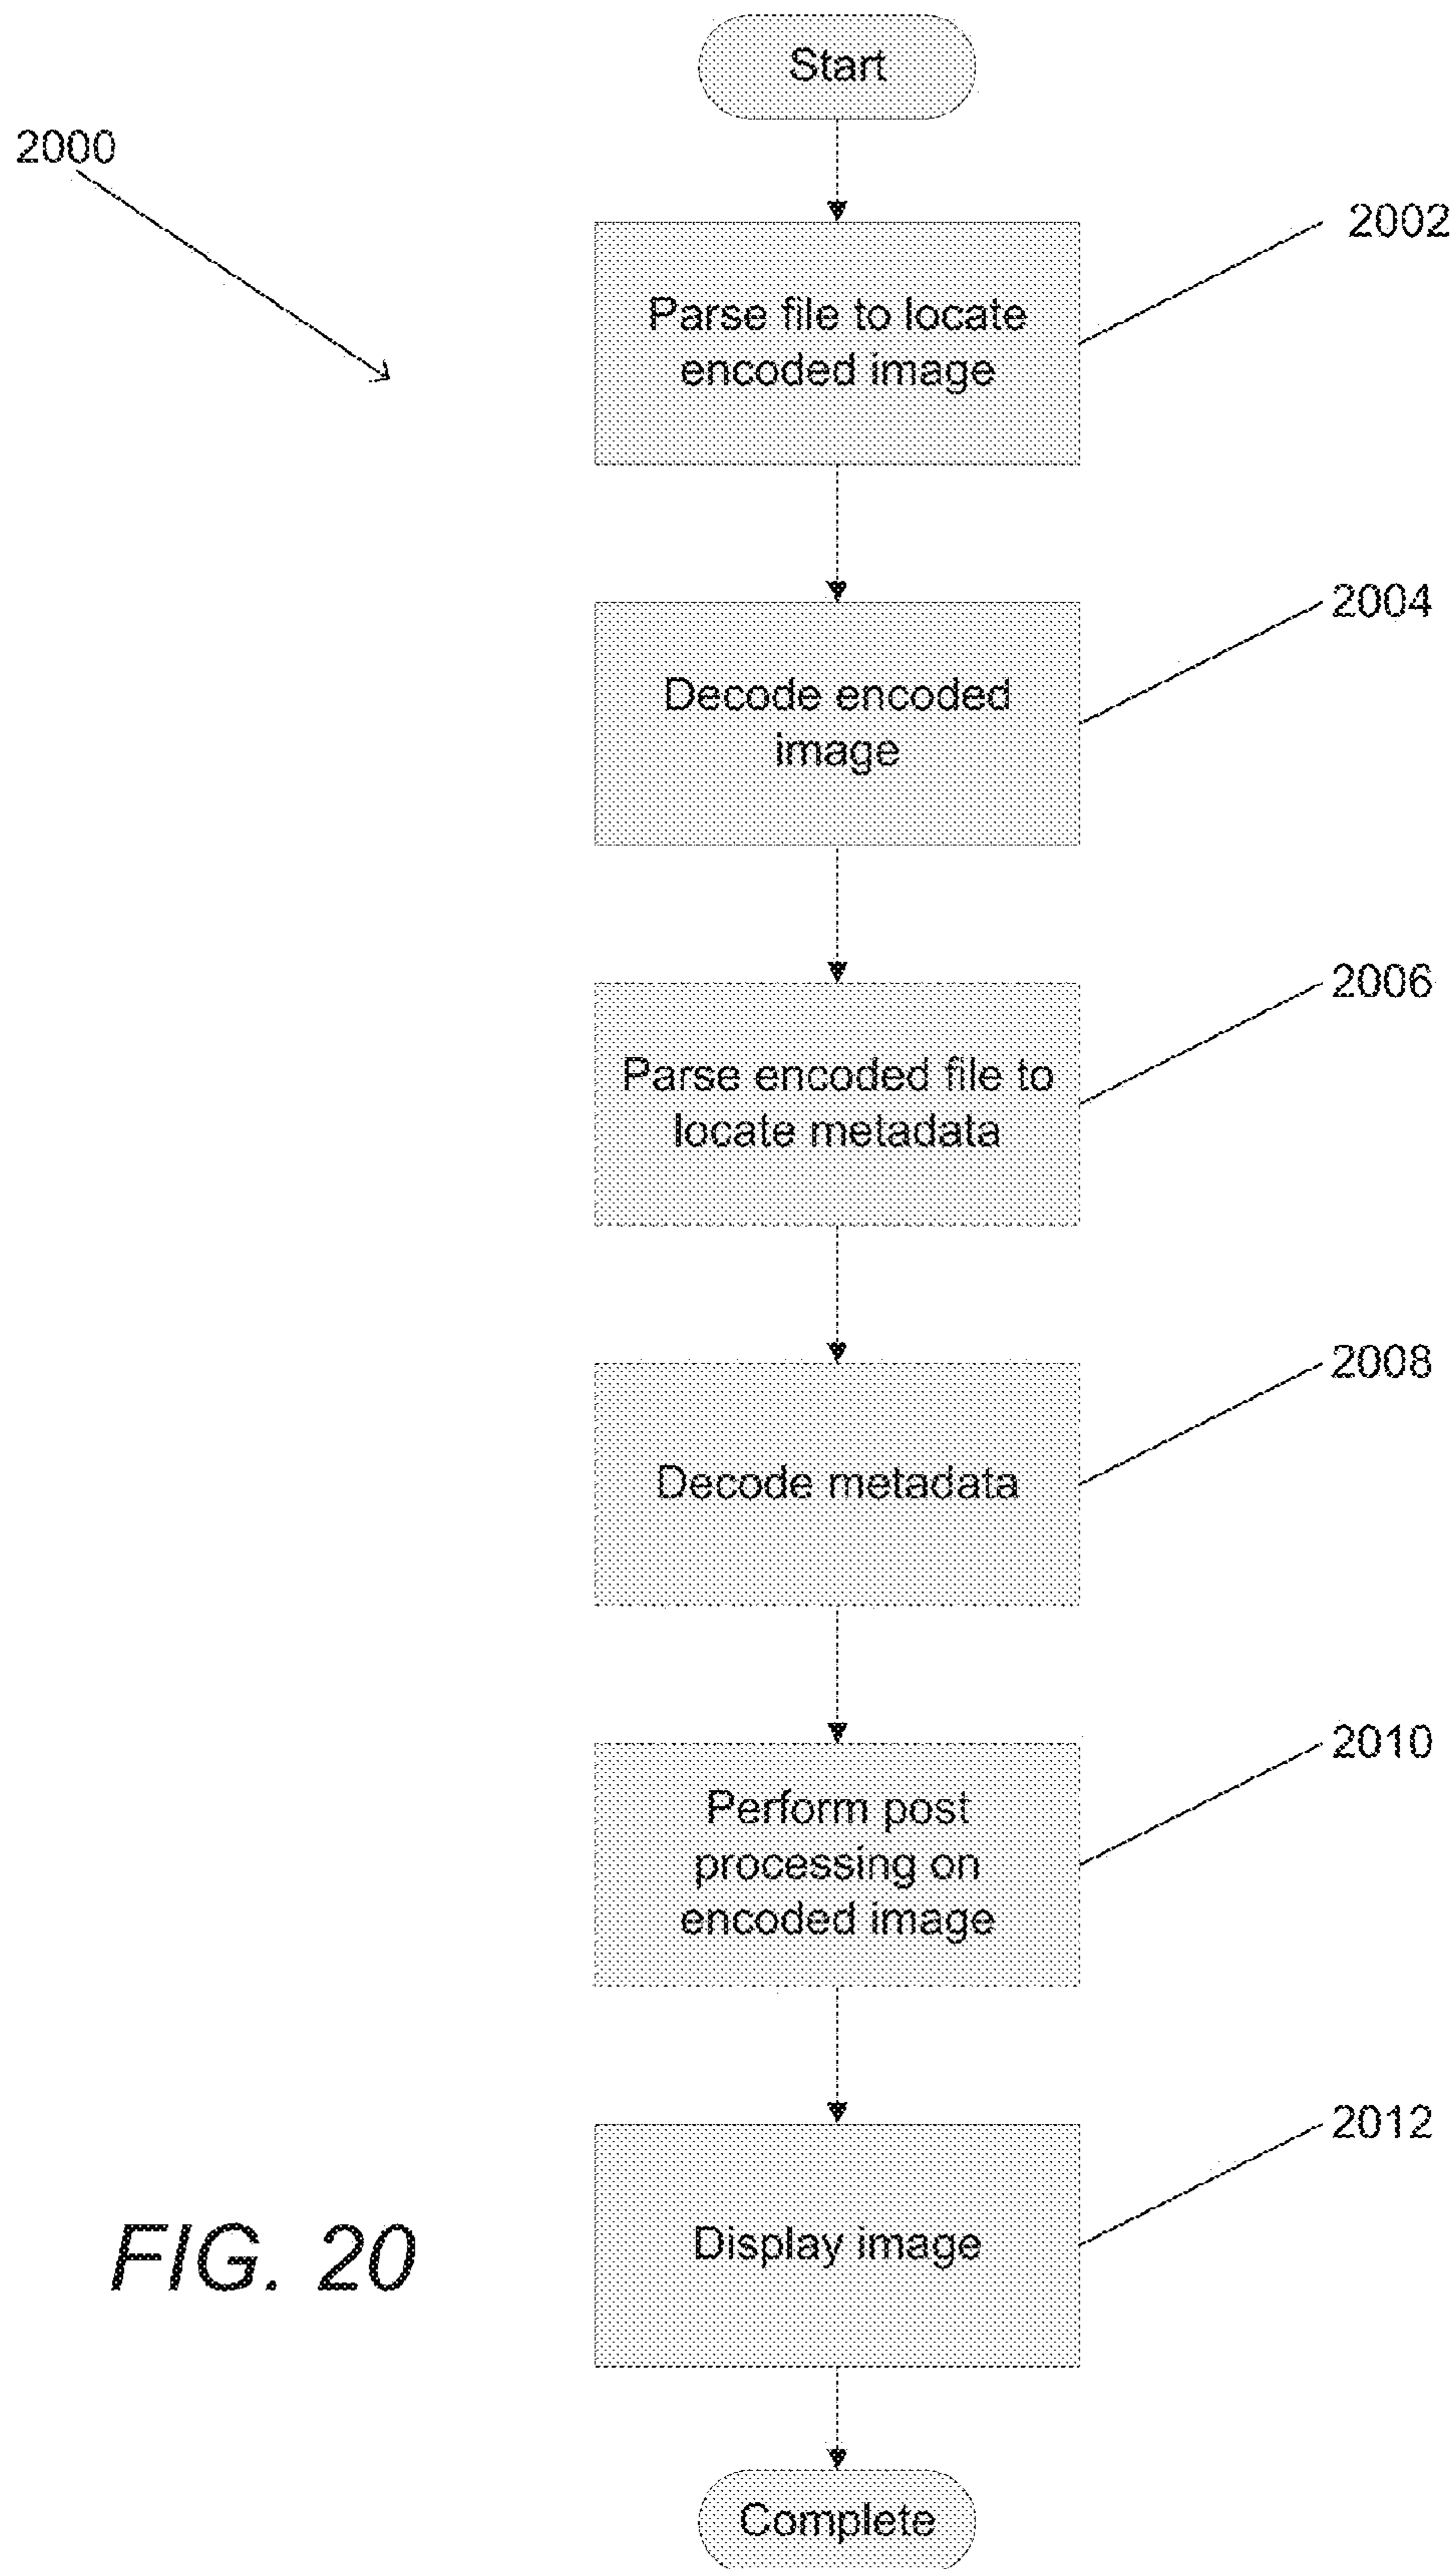 Start
2000
2002
Parse file to locate
encoded image
2004
Decode encoded
image
2006
Parse encoded file to
locate metadata
2008
Decode metadata
2010
Perform post
processing on
encoded image
2012
Display image
FIG. 20
Complete